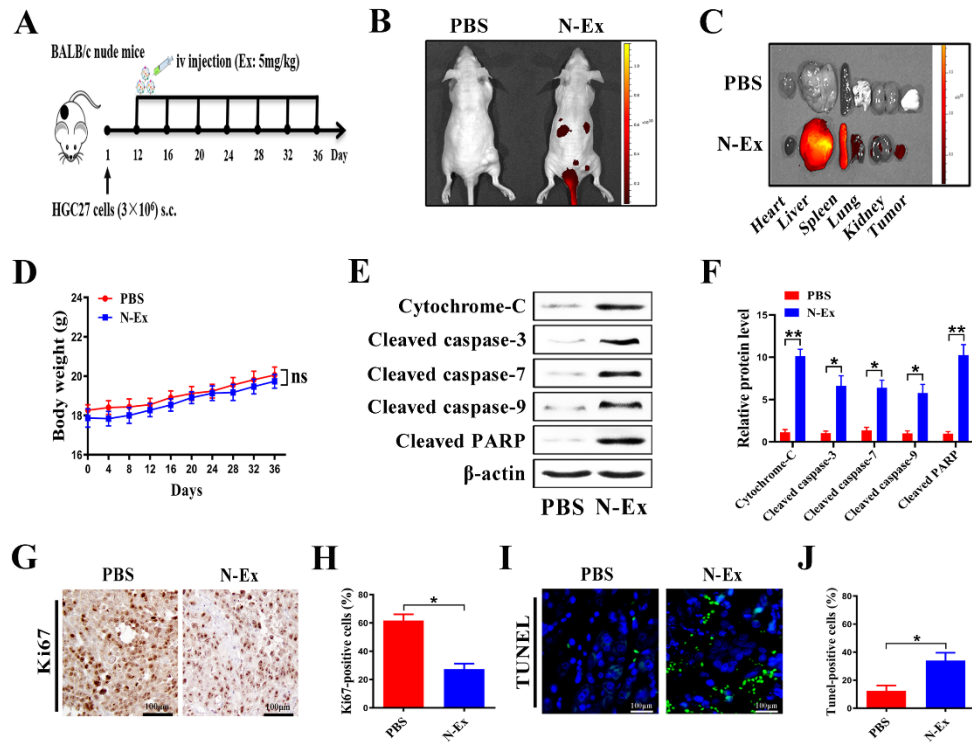 A
BALB/c nude mice
iv injection (Ex: 5mg/kg)
1 12 16 20 24 28 32 36 Day
HGC27 cells (3×10⁶) s.c.
B
PBS N-Ex
C
PBS
N-Ex
Heart Liver Spleen Lung Kidney Tumor
D
PBS
N-Ex
Body weight (g)
24
22
20
18
16
ns
0 4 8 12 16 20 24 28 32 36
Days
E
Cytochrome-C
Cleaved caspase-3
Cleaved caspase-7
Cleaved caspase-9
Cleaved PARP
β-actin
PBS N-Ex
F
PBS
N-Ex
Relative protein level
15
10
5
0
** * * * **
Cytochrome-C
Cleaved caspase-3
Cleaved caspase-7
Cleaved caspase-9
Cleaved PARP
G
PBS N-Ex
Ki67
100μm 100μm
H
Ki67-positive cells (%)
80
60
40
20
0
*
PBS N-Ex
I
PBS N-Ex
TUNEL
100μm 100μm
J
Tunel-positive cells (%)
80
60
40
20
0
*
PBS N-Ex